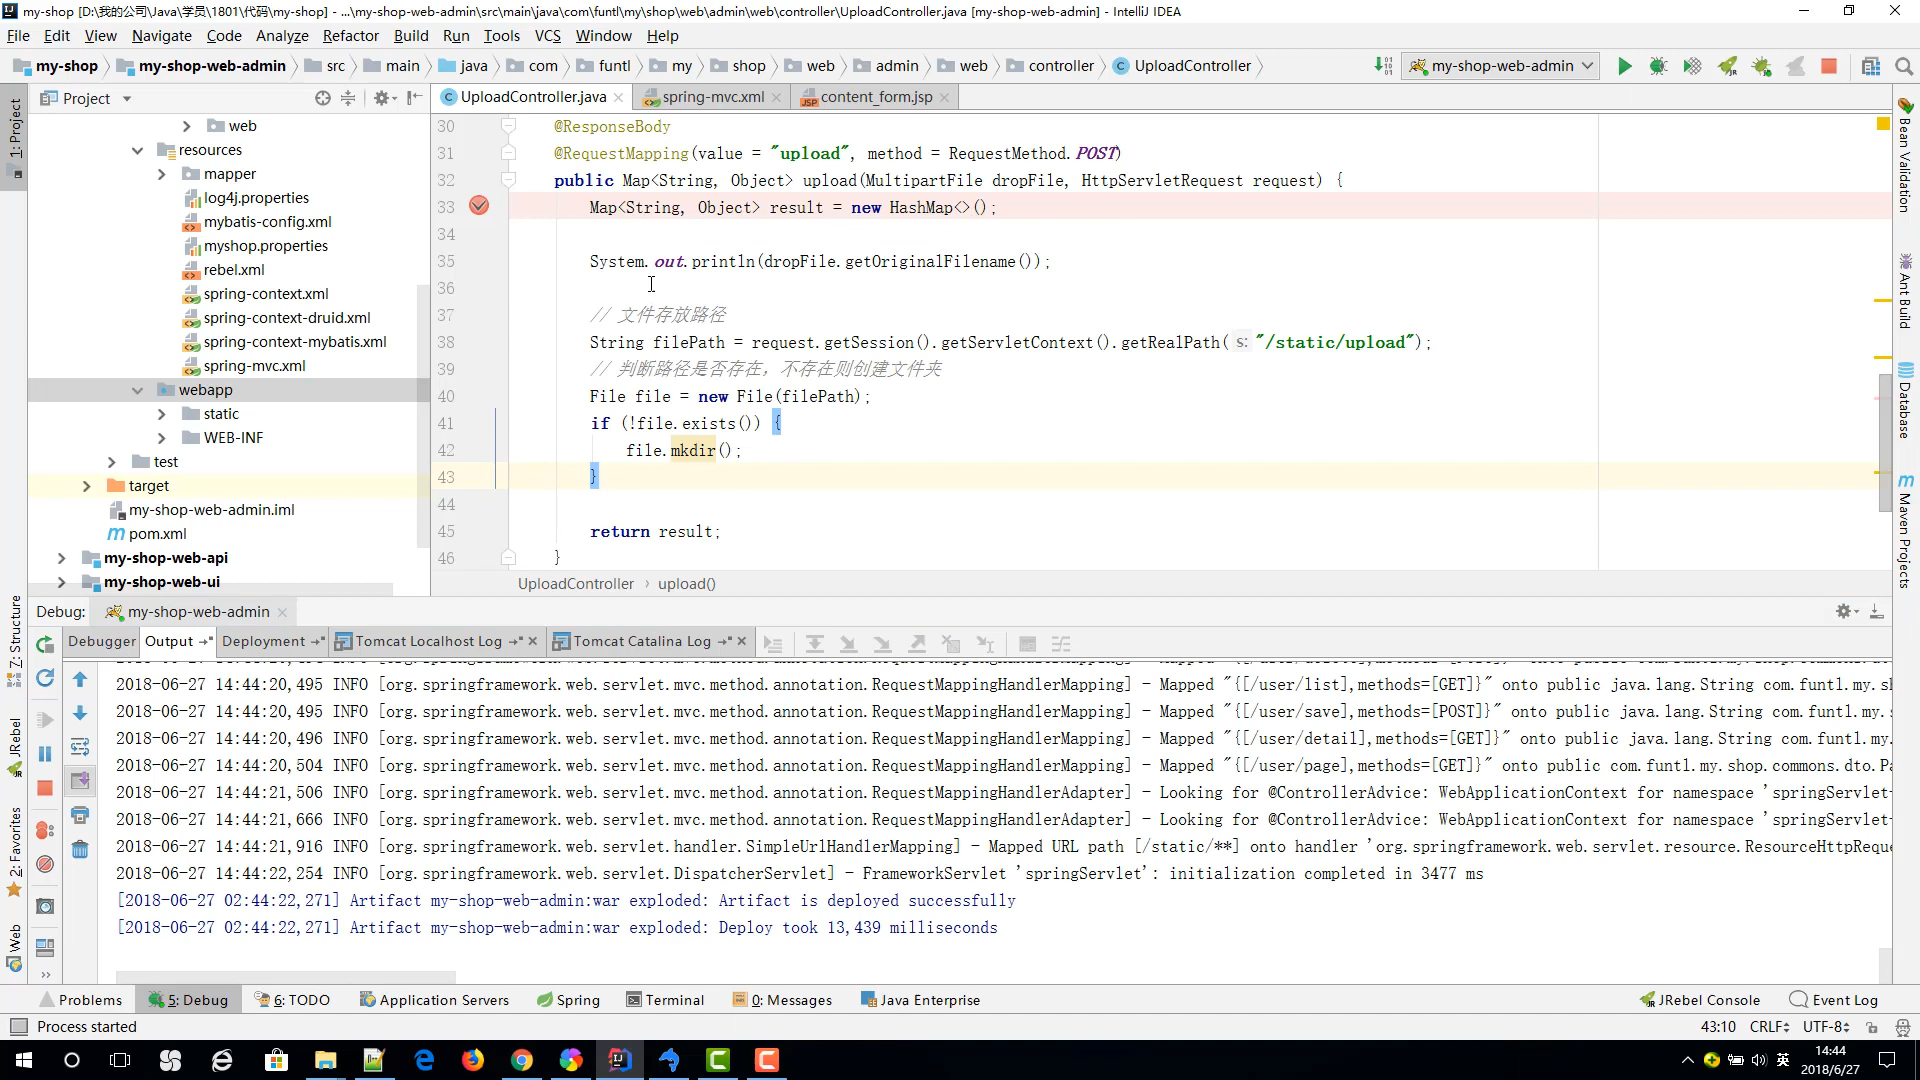 my-shop [D:\我的公司\Java\学员\1801\代码\my-shop] - ...\my-shop-web-admin\src\main\java\com\funtl\my\shop\web\admin\web\controller\UploadController.java [my-shop-web-admin] - IntelliJ IDEA
File Edit View Navigate Code Analyze Refactor Build Run Tools VCS Window Help
my-shop my-shop-web-admin src main java com funtl my shop web admin web controller UploadController my-shop-web-admin
Project UploadController.java spring-mvc.xml content_form.jsp
1: Project
7: Structure
JRebel
2: Favorites
Web
web
resources
mapper
log4j.properties
mybatis-config.xml
myshop.properties
rebel.xml
spring-context.xml
spring-context-druid.xml
spring-context-mybatis.xml
spring-mvc.xml
webapp
static
WEB-INF
test
target
my-shop-web-admin.iml
pom.xml
my-shop-web-api
my-shop-web-ui
30 @ResponseBody
31 @RequestMapping(value = "upload", method = RequestMethod.POST)
32 public Map<String, Object> upload(MultipartFile dropFile, HttpServletRequest request) {
33 Map<String, Object> result = new HashMap<>();
34
35 System.out.println(dropFile.getOriginalFilename());
36
37 // 文件存放路径
38 String filePath = request.getSession().getServletContext().getRealPath( s: "/static/upload");
39 // 判断路径是否存在，不存在则创建文件夹
40 File file = new File(filePath);
41 if (!file.exists()) {
42 file.mkdir();
43 }
44
45 return result;
46 }
UploadController › upload()
Bean Validation
Ant Build
Database
Maven Projects
Debug: my-shop-web-admin
Debugger Output Deployment Tomcat Localhost Log Tomcat Catalina Log
2018-06-27 14:44:20,495 INFO [org.springframework.web.servlet.mvc.method.annotation.RequestMappingHandlerMapping] - Mapped "{[/user/list],methods=[GET]}" onto public java.lang.String com.funtl.my.s
2018-06-27 14:44:20,495 INFO [org.springframework.web.servlet.mvc.method.annotation.RequestMappingHandlerMapping] - Mapped "{[/user/save],methods=[POST]}" onto public java.lang.String com.funtl.my.
2018-06-27 14:44:20,496 INFO [org.springframework.web.servlet.mvc.method.annotation.RequestMappingHandlerMapping] - Mapped "{[/user/detail],methods=[GET]}" onto public java.lang.String com.funtl.my.
2018-06-27 14:44:20,504 INFO [org.springframework.web.servlet.mvc.method.annotation.RequestMappingHandlerMapping] - Mapped "{[/user/page],methods=[GET]}" onto public com.funtl.my.shop.commons.dto.Pa
2018-06-27 14:44:21,506 INFO [org.springframework.web.servlet.mvc.method.annotation.RequestMappingHandlerAdapter] - Looking for @ControllerAdvice: WebApplicationContext for namespace 'springServlet-
2018-06-27 14:44:21,666 INFO [org.springframework.web.servlet.mvc.method.annotation.RequestMappingHandlerAdapter] - Looking for @ControllerAdvice: WebApplicationContext for namespace 'springServlet-
2018-06-27 14:44:21,916 INFO [org.springframework.web.servlet.handler.SimpleUrlHandlerMapping] - Mapped URL path [/static/**] onto handler 'org.springframework.web.servlet.resource.ResourceHttpReque
2018-06-27 14:44:22,254 INFO [org.springframework.web.servlet.DispatcherServlet] - FrameworkServlet 'springServlet': initialization completed in 3477 ms
[2018-06-27 02:44:22,271] Artifact my-shop-web-admin:war exploded: Artifact is deployed successfully
[2018-06-27 02:44:22,271] Artifact my-shop-web-admin:war exploded: Deploy took 13,439 milliseconds
Problems 5: Debug 6: TODO Application Servers Spring Terminal 0: Messages Java Enterprise JRebel Console Event Log
Process started 43:10 CRLF UTF-8
英 14:44
2018/6/27